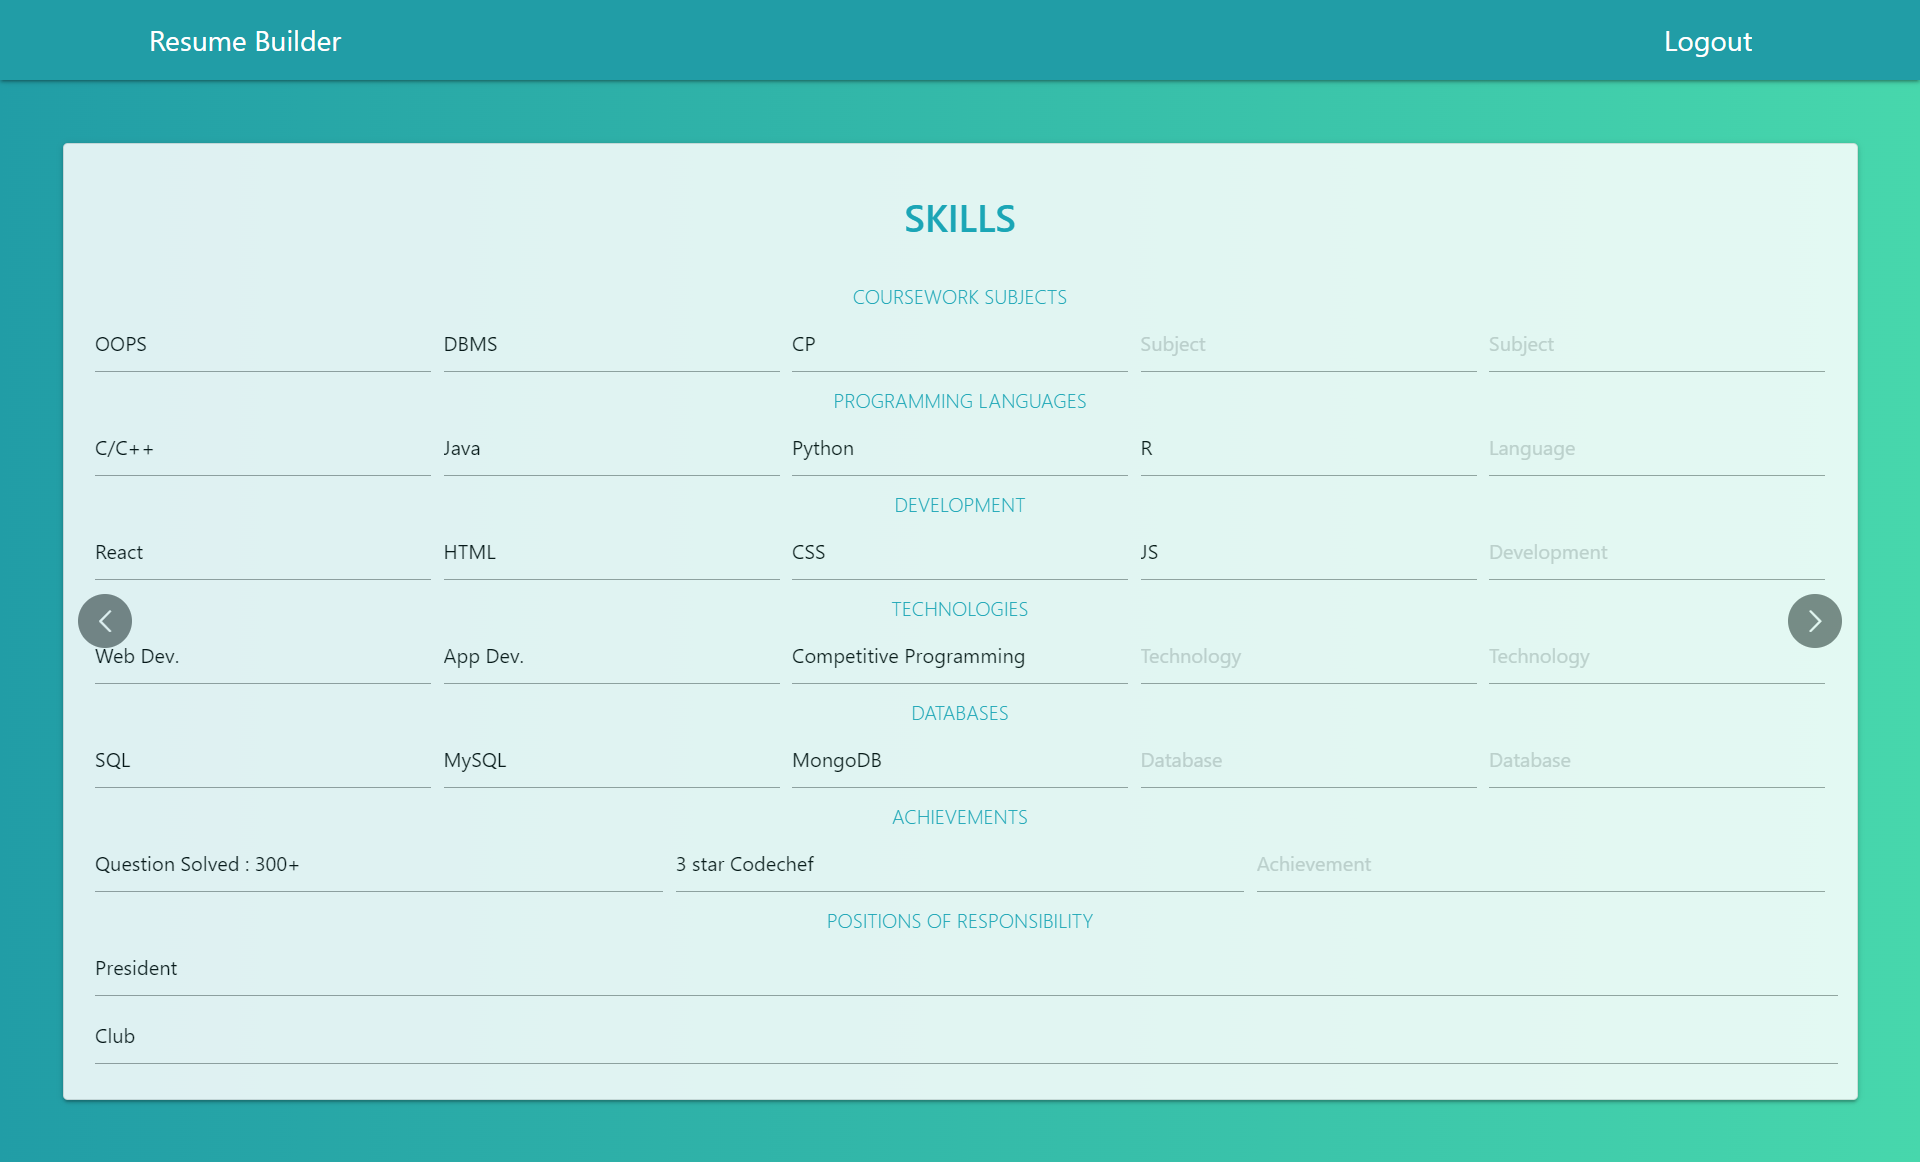 Resume Builder Logout
SKILLS
COURSEWORK SUBJECTS
OOPS DBMS CP Subject Subject
PROGRAMMING LANGUAGES
C/C++ Java Python R Language
DEVELOPMENT
React HTML CSS JS Development
TECHNOLOGIES
Web Dev. App Dev. Competitive Programming Technology Technology
DATABASES
SQL MySQL MongoDB Database Database
ACHIEVEMENTS
Question Solved : 300+ 3 star Codechef Achievement
POSITIONS OF RESPONSIBILITY
President
Club